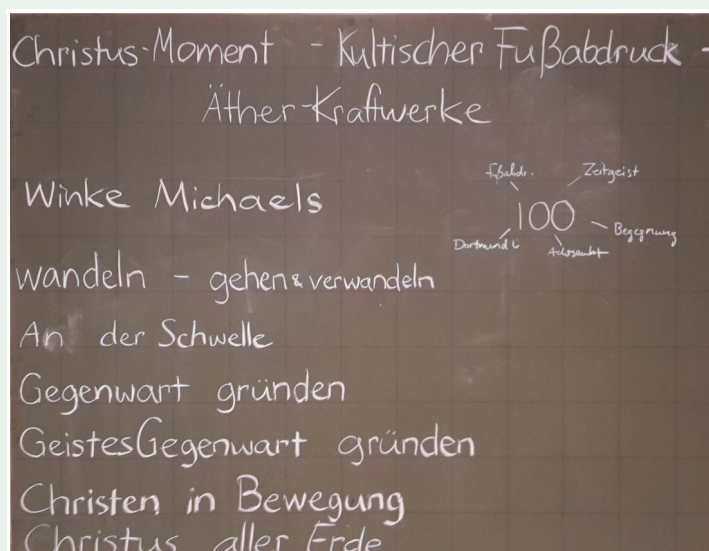 Christus-Moment - Kultischer Fußabdruck -
Äther-Kraftwerke
Winke Michaels
Fußabdr.
Zeitgeist
100
Begegnung
Dortmund
wandeln - gehen & verwandeln
An der Schwelle
Gegenwart gründen
GeistesGegenwart gründen
Christen in Bewegung
Christus aller Erde